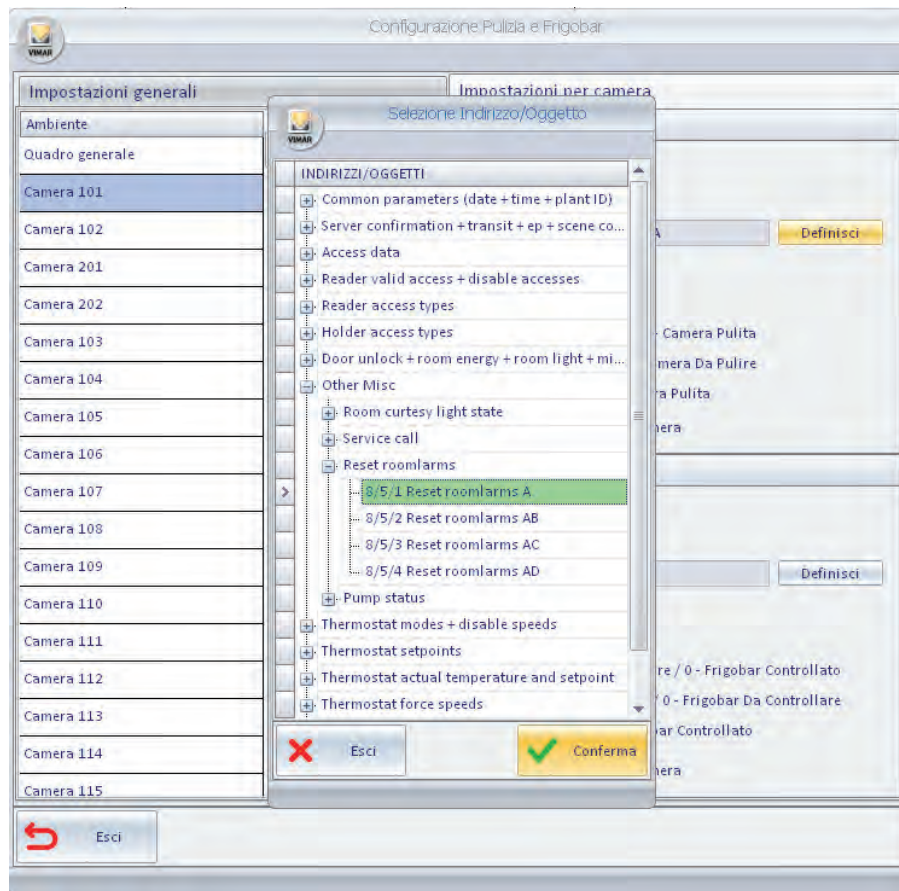 Configurazione Pulizia e Frigobar
VIMAR
Impostazioni generali
Impostazioni per camera
Ambiente
Quadro generale
Camera 101
Camera 102
Camera 201
Camera 202
Camera 103
Camera 104
Camera 105
Camera 106
Camera 107
Camera 108
Camera 109
Camera 110
Camera 111
Camera 112
Camera 113
Camera 114
Camera 115
Selezione Indirizzo/Oggetto
VIMAR
INDIRIZZI/OGGETTI
Common parameters (date + time + plant ID)
Server confirmation + transit + ep + scene co...
Access data
Reader valid access + disable accesses
Reader access types
Holder access types
Door unlock + room energy + room light + mi...
Other Misc
Room curtesy light state
Service call
Reset roomlarms
8/5/1 Reset roomlarms A
8/5/2 Reset roomlarms AB
8/5/3 Reset roomlarms AC
8/5/4 Reset roomlarms AD
Pump status
Thermostat modes + disable speeds
Thermostat setpoints
Thermostat actual temperature and setpoint
Thermostat force speeds
Esci
Conferma
A
Definisci
- Camera Pulita
mera Da Pulire
ra Pulita
nera
Definisci
re / 0 - Frigobar Controllato
/ 0 - Frigobar Da Controllare
bar Controllato
nera
Esci